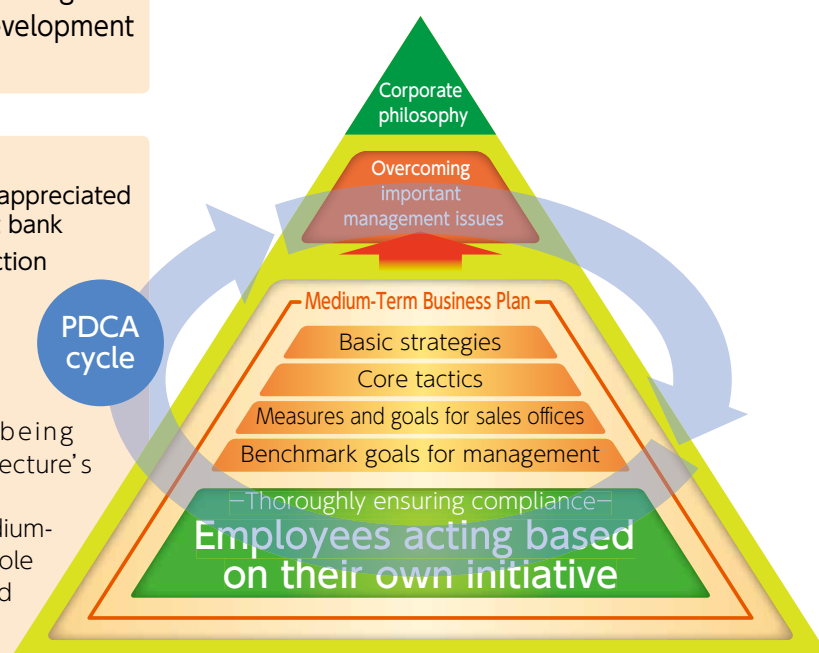 evelopment
appreciated
bank
ction
being
ecture's
dium-
ole
d
Corporate
philosophy
Overcoming
important
management issues
PDCA
cycle
Medium-Term Business Plan
Basic strategies
Core tactics
Measures and goals for sales offices
Benchmark goals for management
–Thoroughly ensuring compliance–
Employees acting based
on their own initiative